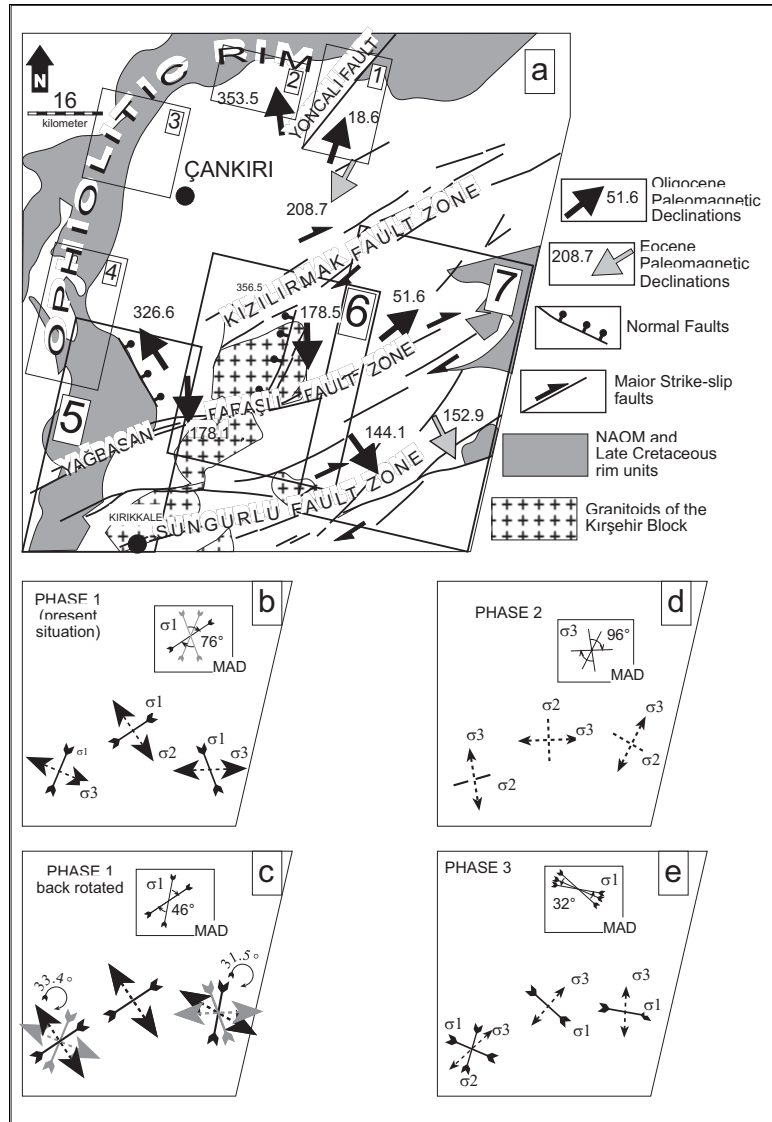 a
N
16
kilometer
OPHIOLITIC RIM
353.5
2
1
YONCALI FAULT
18.6
3
ÇANKIRI
208.7
KIZILIRMAK FAULT ZONE
4
326.6
356.5
178.5
6
51.6
7
5
YAĞBASAN
FARAŞLI FAULT ZONE
178.1
152.9
144.1
KIRIKKALE
SUNGURLU FAULT ZONE
51.6
Oligocene
Paleomagnetic
Declinations
208.7
Eocene
Paleomagnetic
Declinations
Normal Faults
Major Strike-slip
faults
NAOM and
Late Cretaceous
rim units
Granitoids of the
Kırşehir Block
PHASE 1
(present
situation)
b
σ1
76°
MAD
σ1
σ2
σ1
σ3
σ1
σ3
PHASE 2
d
σ3
96°
MAD
σ2
σ3
σ3
σ2
σ3
σ2
PHASE 1
back rotated
c
σ1
46°
MAD
33.4°
31.5°
PHASE 3
e
σ1
32°
MAD
σ3
σ1
σ3
σ1
σ1
σ3
σ2